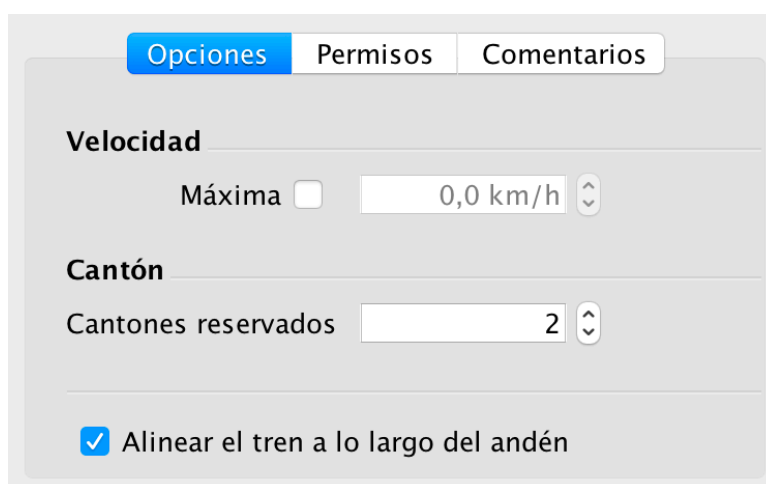 Opciones Permisos Comentarios
Velocidad
Máxima 0,0 km/h
Cantón
Cantones reservados 2
Alinear el tren a lo largo del andén